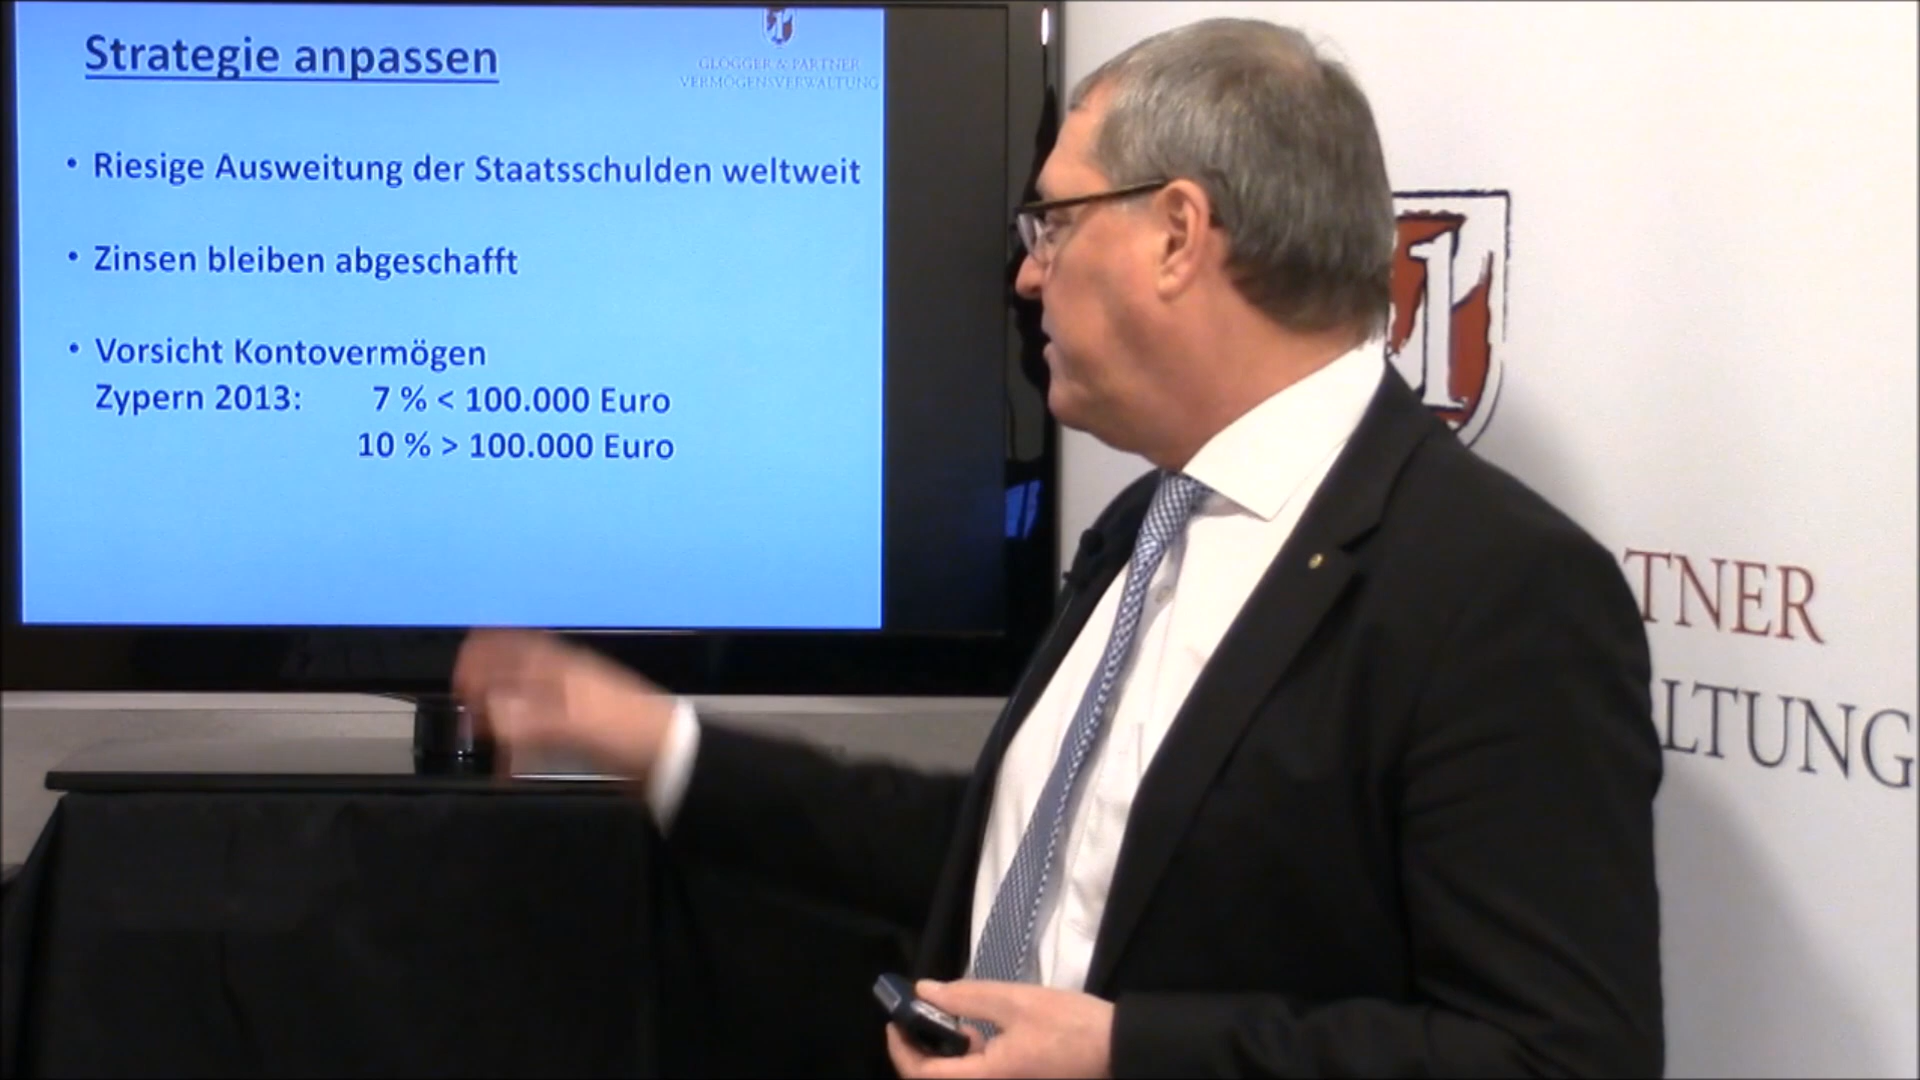 Strategie anpassen
GLOGGER & PARTNER
VERMÖGENSVERWALTUNG
• Riesige Ausweitung der Staatsschulden weltweit
• Zinsen bleiben abgeschafft
• Vorsicht Kontovermögen
Zypern 2013: 7 % < 100.000 Euro
10 % > 100.000 Euro
1
TNER
LTUNG